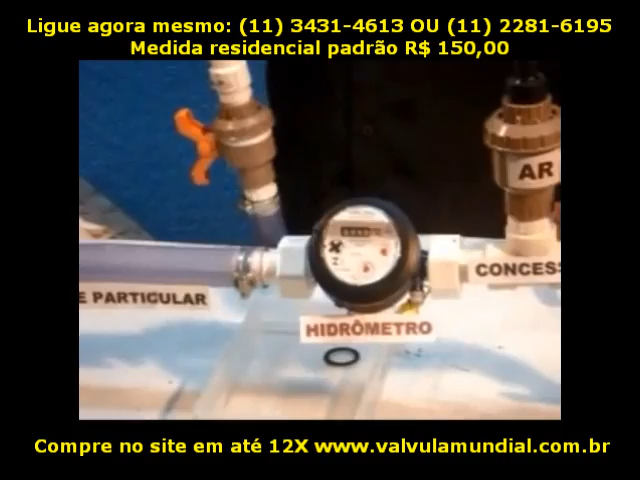 Ligue agora mesmo: (11) 3431-4613 OU (11) 2281-6195
Medida residencial padrão R$ 150,00
AR
CONCESS
E PARTICULAR
HIDRÔMETRO
Compre no site em até 12X www.valvulamundial.com.br